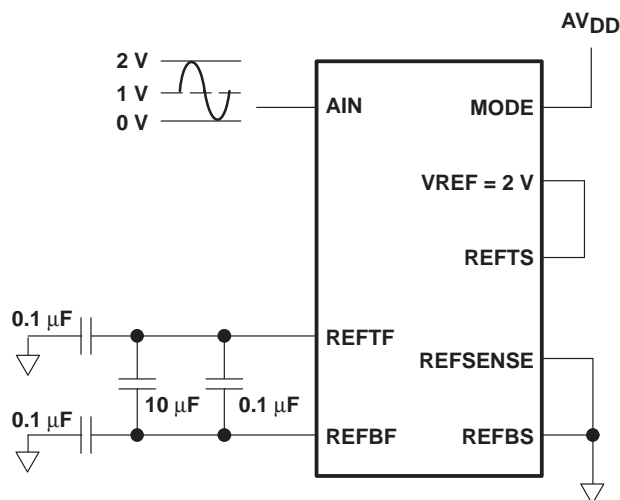 AVDD
2 V
1 V
0 V
AIN
MODE
VREF = 2 V
REFTS
0.1 μF
REFTF
REFSENSE
10 μF
0.1 μF
0.1 μF
REFBF
REFBS